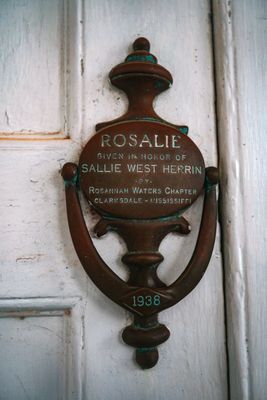 ROSALIE
GIVEN IN HONOR OF
SALLIE WEST HERRIN
·BY·
ROSANNAH WATERS CHAPTER
CLARKSDALE - MISSISSIPPI
1938